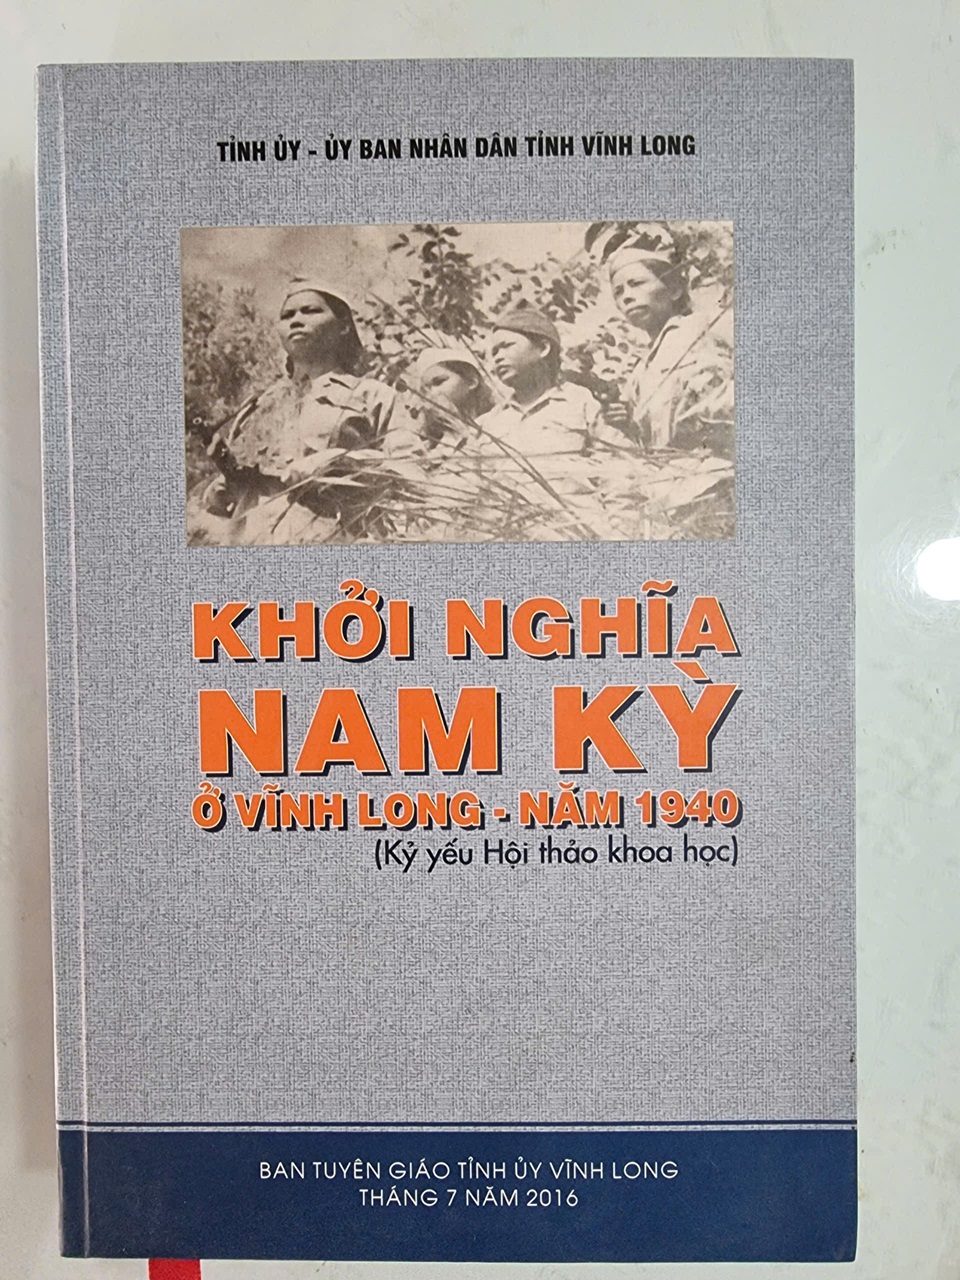 TỈNH ỦY - ỦY BAN NHÂN DÂN TỈNH VĨNH LONG
KHỞI NGHĨA
NAM KỲ
Ở VĨNH LONG - NĂM 1940
(Kỷ yếu Hội thảo khoa học)
BAN TUYÊN GIÁO TỈNH ỦY VĨNH LONG
THÁNG 7 NĂM 2016